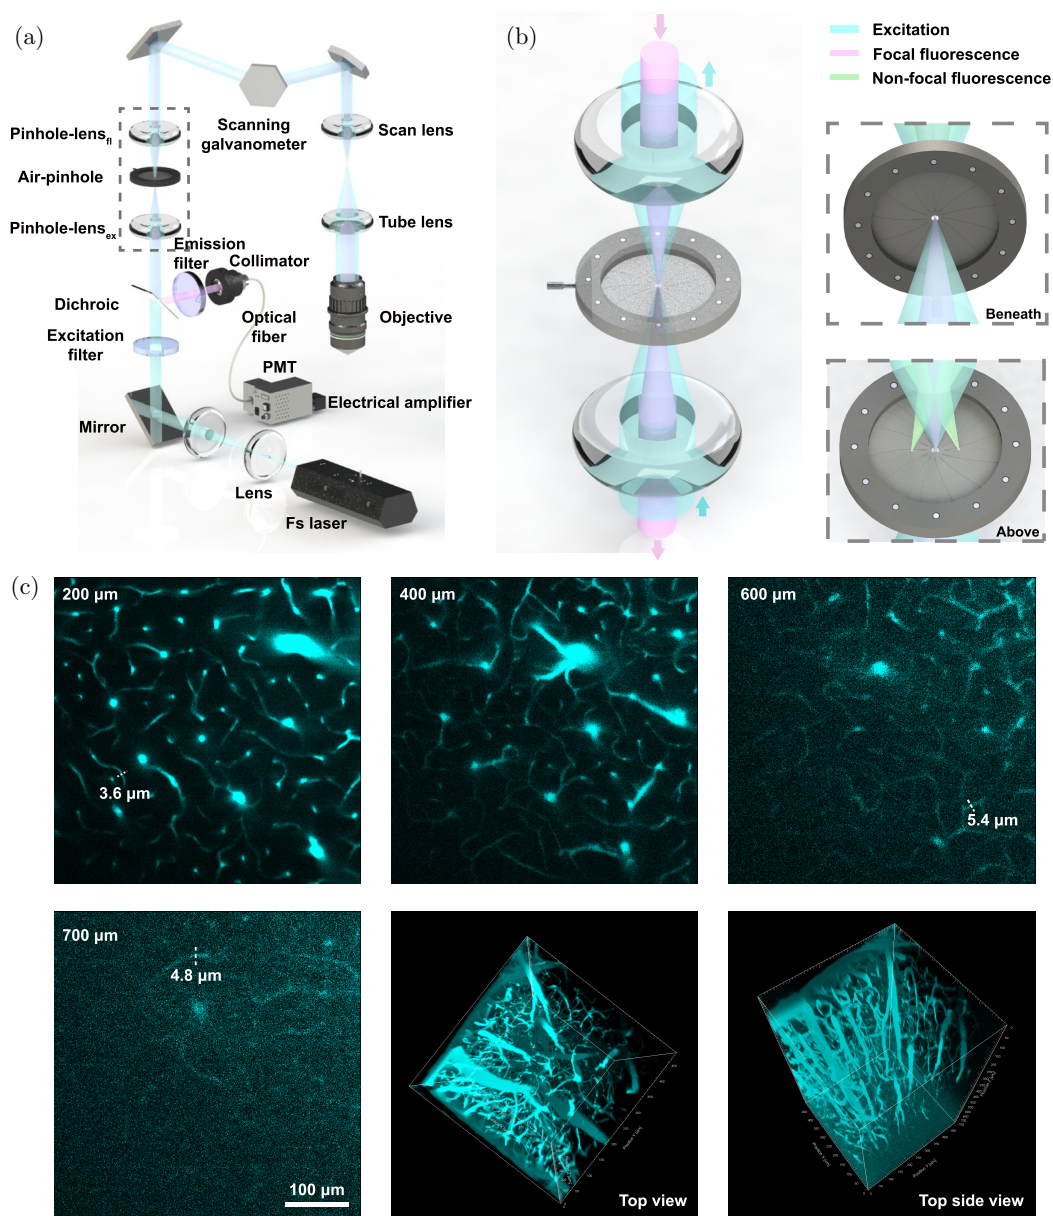 (a)
Pinhole-lens_fl
Air-pinhole
Pinhole-lens_ex
Scanning
galvanometer
Scan lens
Tube lens
Emission
filter
Collimator
Dichroic
Optical
fiber
Objective
Excitation
filter
PMT
Electrical amplifier
Mirror
Lens
Fs laser
(b)
Excitation
Focal fluorescence
Non-focal fluorescence
Beneath
Above
(c)
200 µm
3.6 µm
400 µm
600 µm
5.4 µm
700 µm
4.8 µm
100 µm
Top view
Top side view